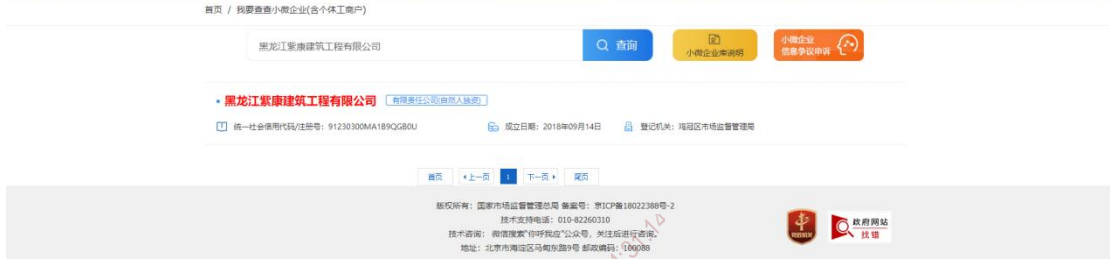 首页 / 我要查查小微企业(含个体工商户)
黑龙江紫康建筑工程有限公司
查询
小微企业库说明
小微企业
信息争议申诉
黑龙江紫康建筑工程有限公司 有限责任公司(自然人独资)
统一社会信用代码/注册号：91230300MA1B9QGB0U 成立日期：2018年09月14日 登记机关：鸡冠区市场监督管理局
首页 上一页 1 下一页 尾页
版权所有：国家市场监督管理总局 备案号：京ICP备18022388号-2
技术支持电话：010-82260310
技术咨询：微信搜索“你呼我应”公众号，关注后进行咨询。
地址：北京市海淀区马甸东路9号 邮政编码：100088
政府网站
找错